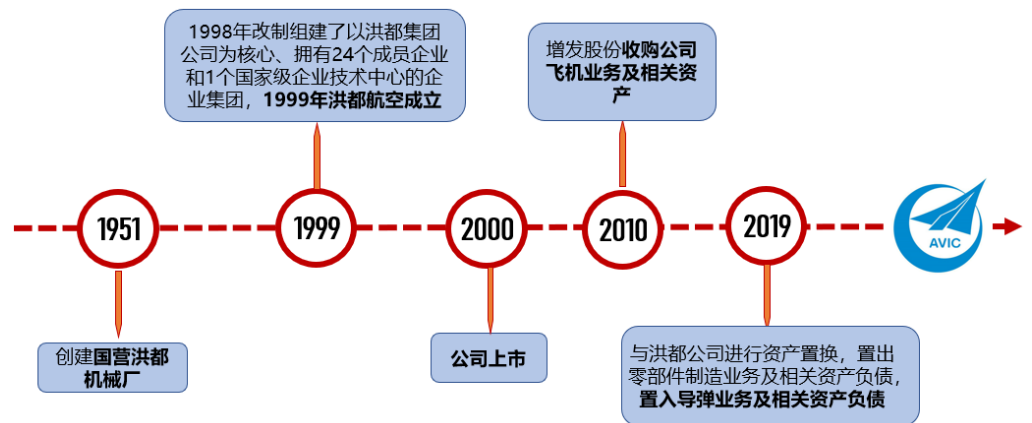 1998年改制组建了以洪都集团
公司为核心、拥有24个成员企业
和1个国家级企业技术中心的企
业集团，1999年洪都航空成立
增发股份收购公司
飞机业务及相关资
产
1951
1999
2000
2010
2019
AVIC
创建国营洪都
机械厂
公司上市
与洪都公司进行资产置换，置出
零部件制造业务及相关资产负债，
置入导弹业务及相关资产负债